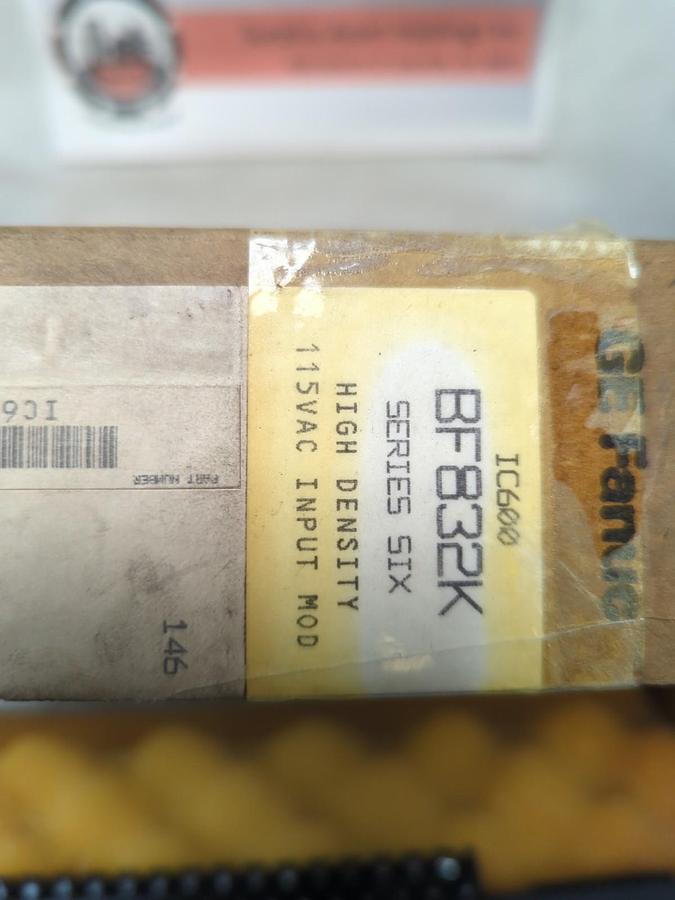 GE Fanuc
IC600
BF832K
SERIES SIX
HIGH DENSITY
115VAC INPUT MOD
146
PART NUMBER
IC6